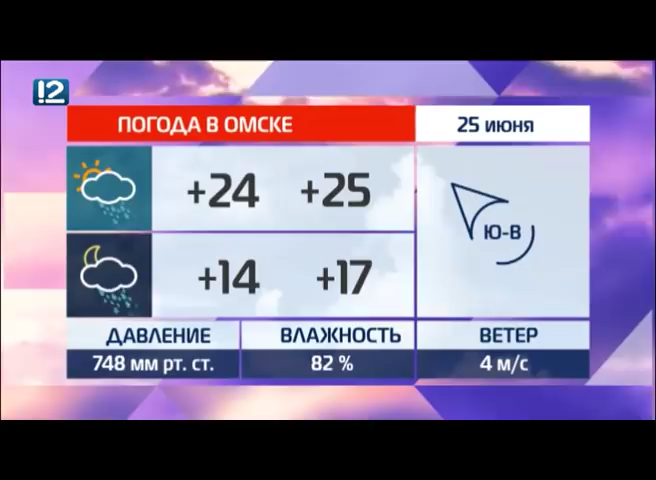 12
ПОГОДА В ОМСКЕ
25 июня
+24 +25
Ю-В
+14 +17
ДАВЛЕНИЕ ВЛАЖНОСТЬ ВЕТЕР
748 мм рт. ст. 82 % 4 м/с